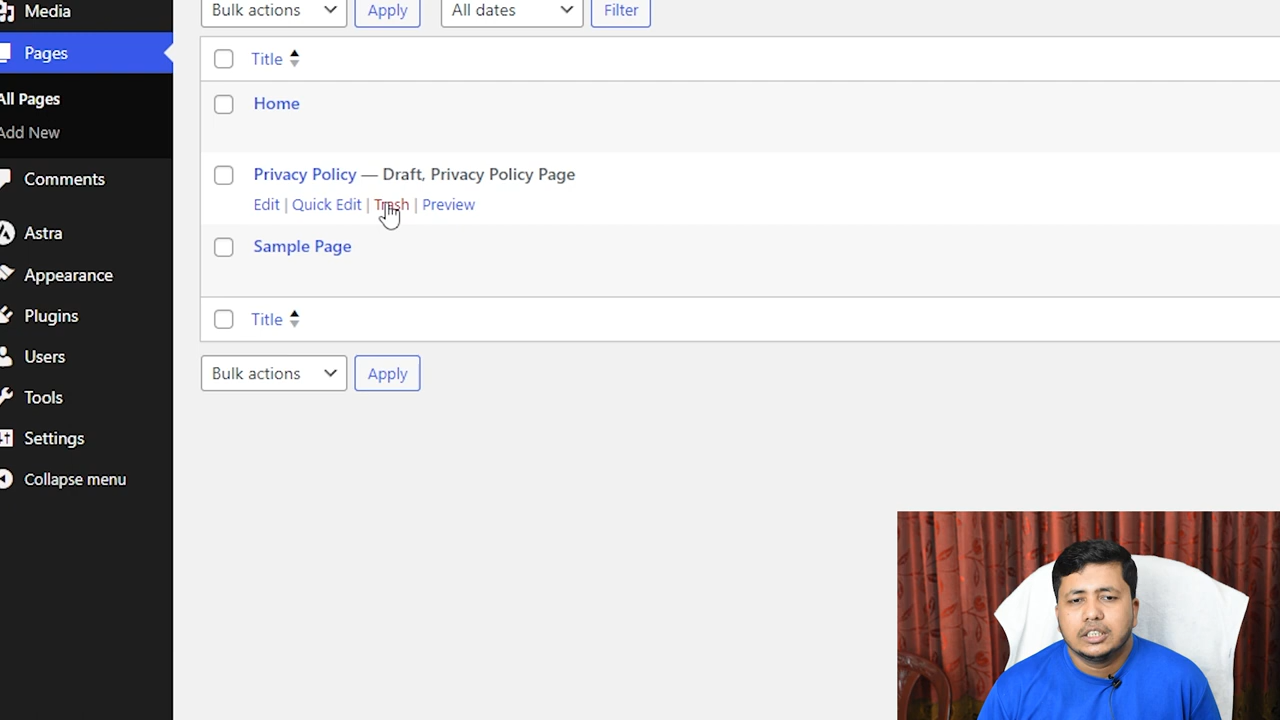 Media
Pages
All Pages
Add New
Comments
Astra
Appearance
Plugins
Users
Tools
Settings
Collapse menu
Bulk actions Apply All dates Filter
Title
Home
Privacy Policy — Draft, Privacy Policy Page
Edit | Quick Edit | Trash | Preview
Sample Page
Title
Bulk actions Apply